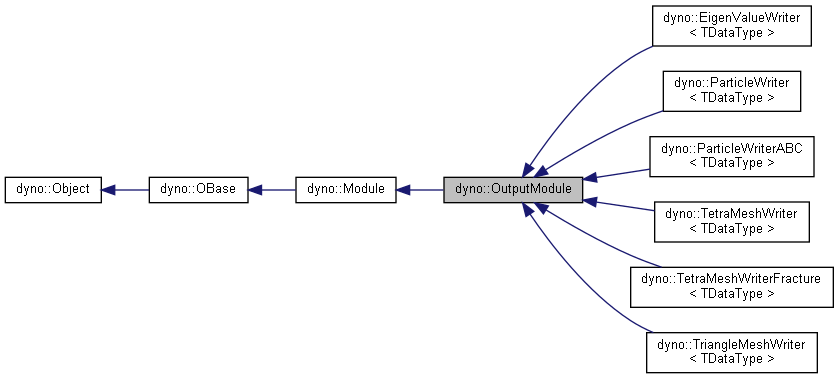 dyno::EigenValueWriter
< TDataType >
dyno::ParticleWriter
< TDataType >
dyno::ParticleWriterABC
< TDataType >
dyno::Object
dyno::OBase
dyno::Module
dyno::OutputModule
dyno::TetraMeshWriter
< TDataType >
dyno::TetraMeshWriterFracture
< TDataType >
dyno::TriangleMeshWriter
< TDataType >